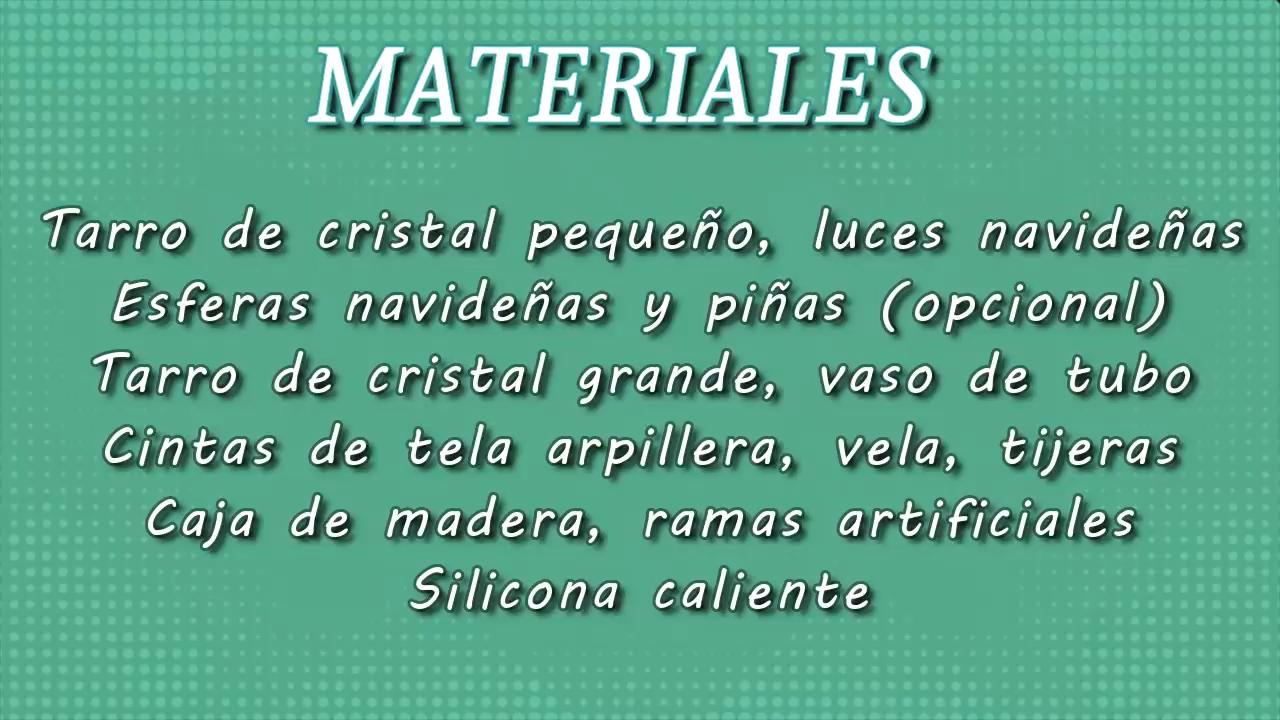 MATERIALES
Tarro de cristal pequeño, luces navideñas
Esferas navideñas y piñas (opcional)
Tarro de cristal grande, vaso de tubo
Cintas de tela arpillera, vela, tijeras
Caja de madera, ramas artificiales
Silicona caliente